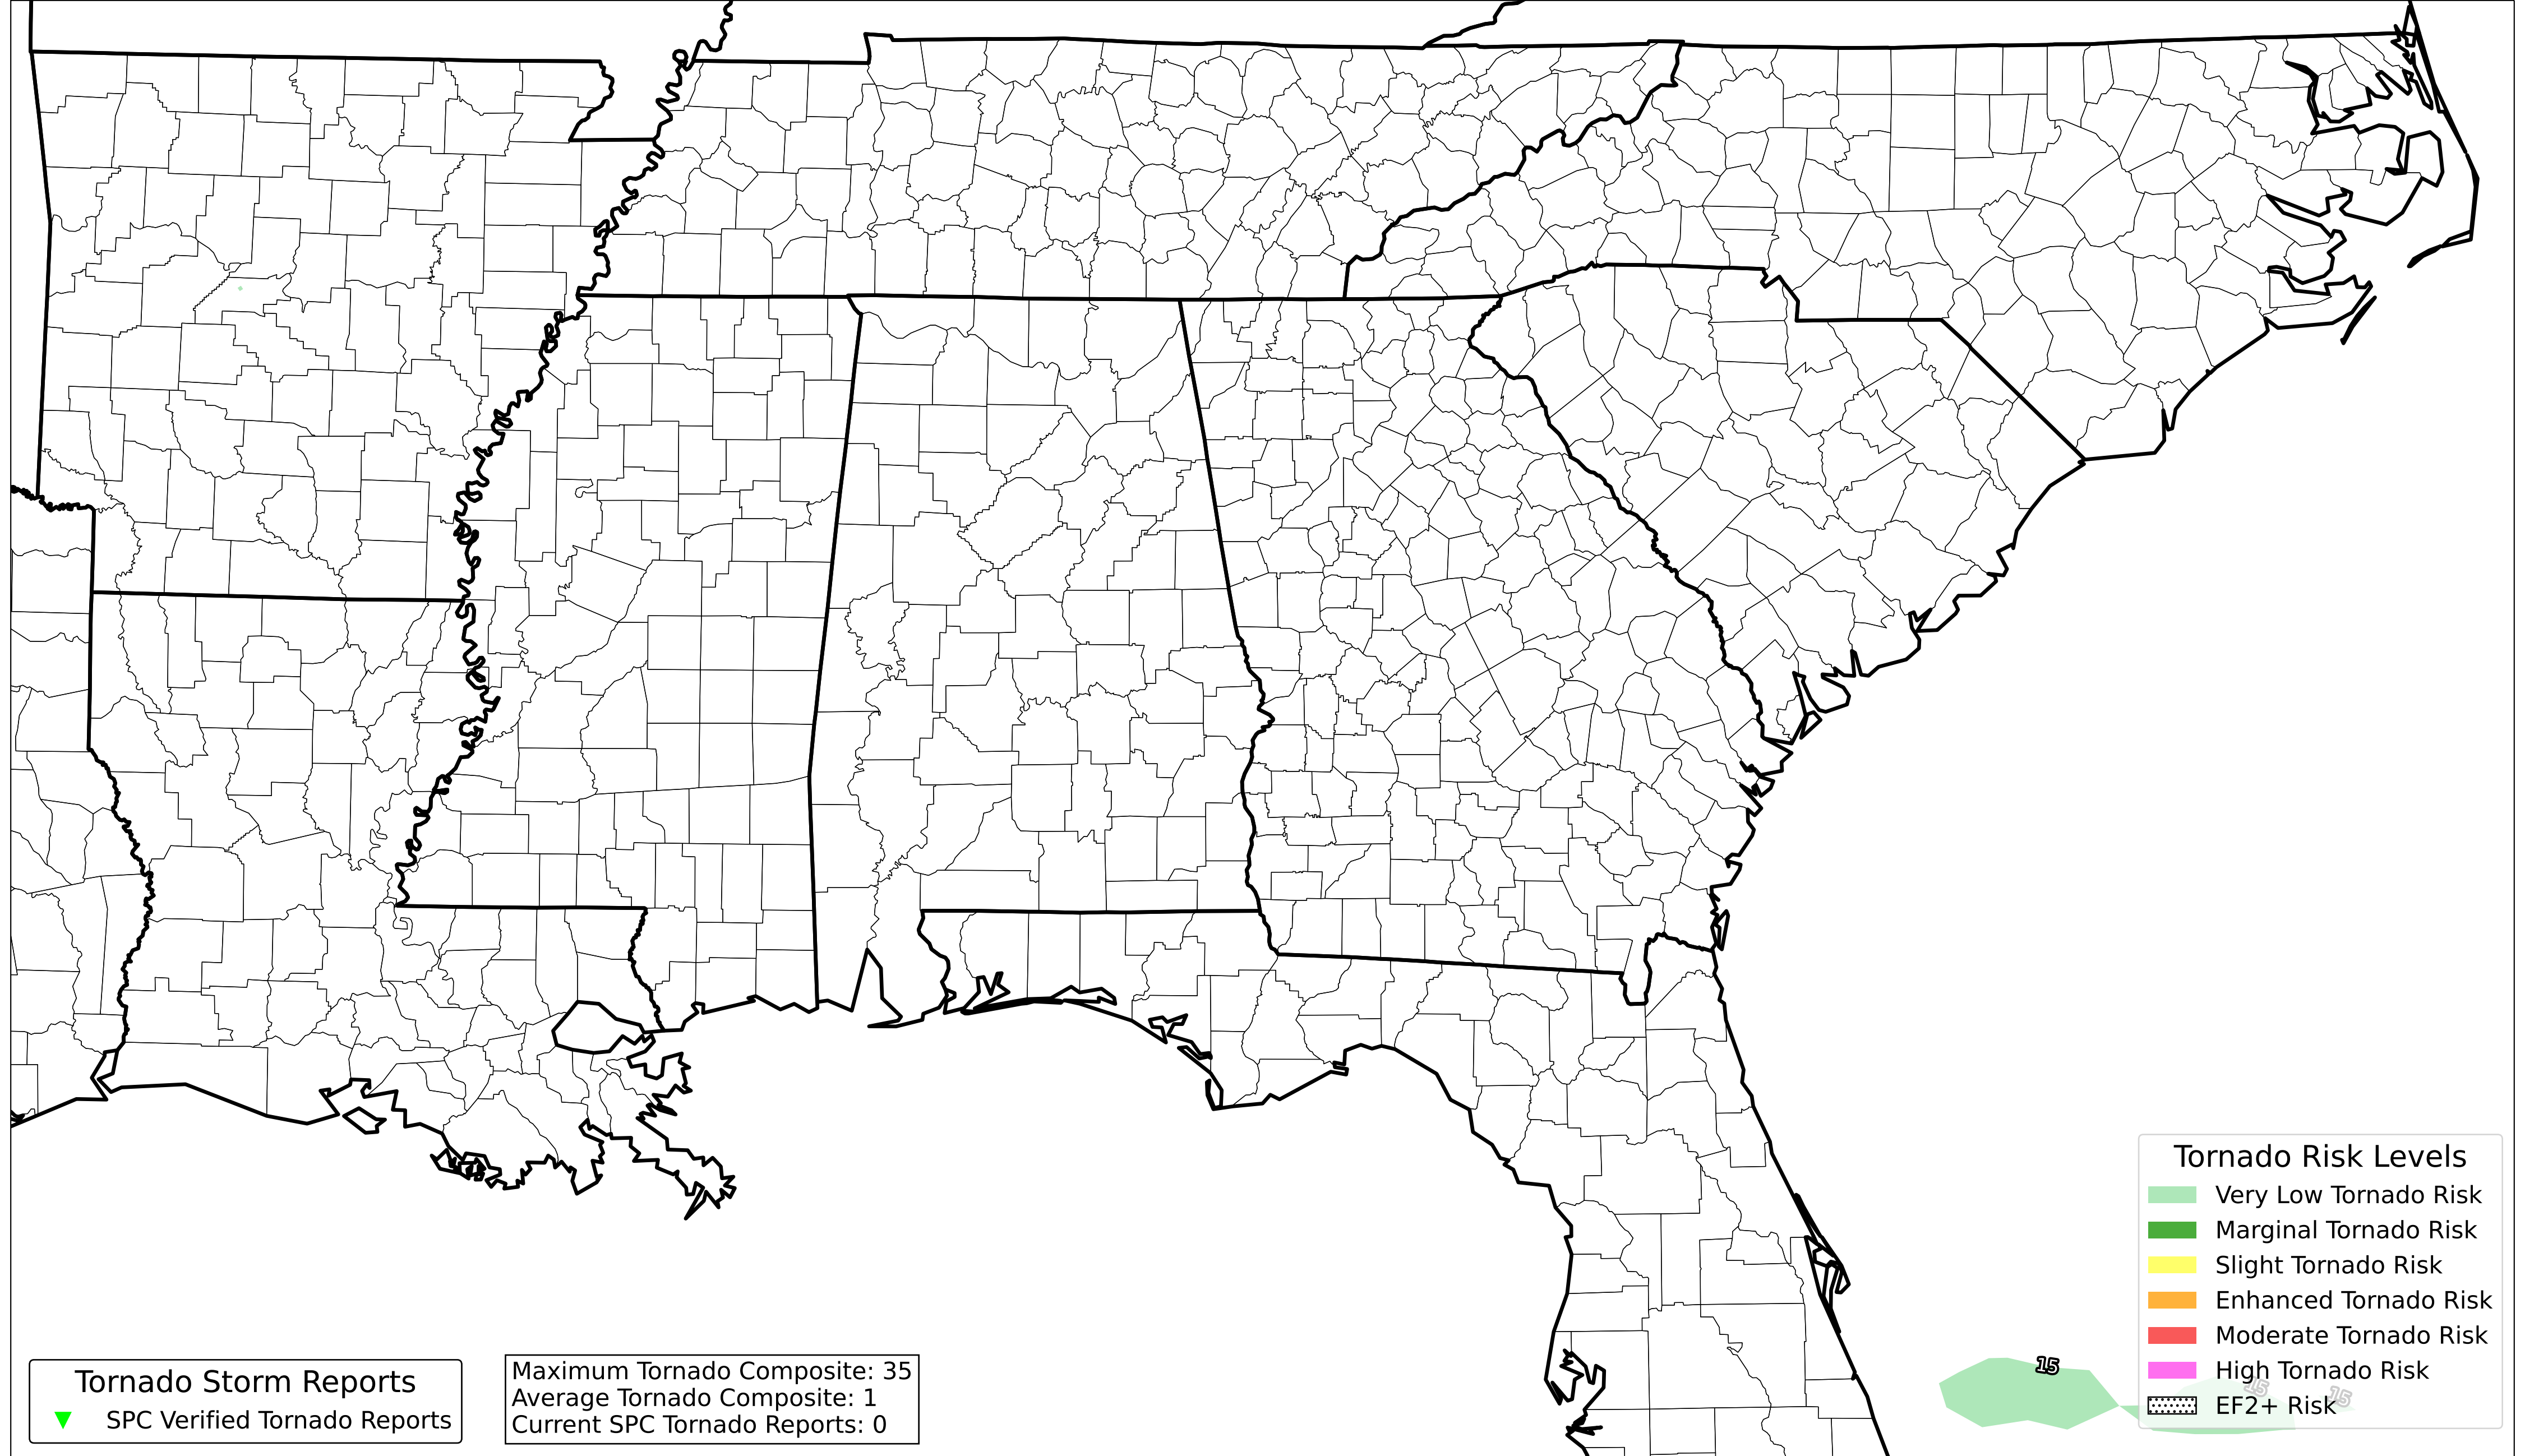 Tornado Risk Levels
Very Low Tornado Risk
Marginal Tornado Risk
Slight Tornado Risk
Enhanced Tornado Risk
Moderate Tornado Risk
High Tornado Risk
EF2+ Risk
15
15
15
Tornado Storm Reports
SPC Verified Tornado Reports
Maximum Tornado Composite: 35
Average Tornado Composite: 1
Current SPC Tornado Reports: 0